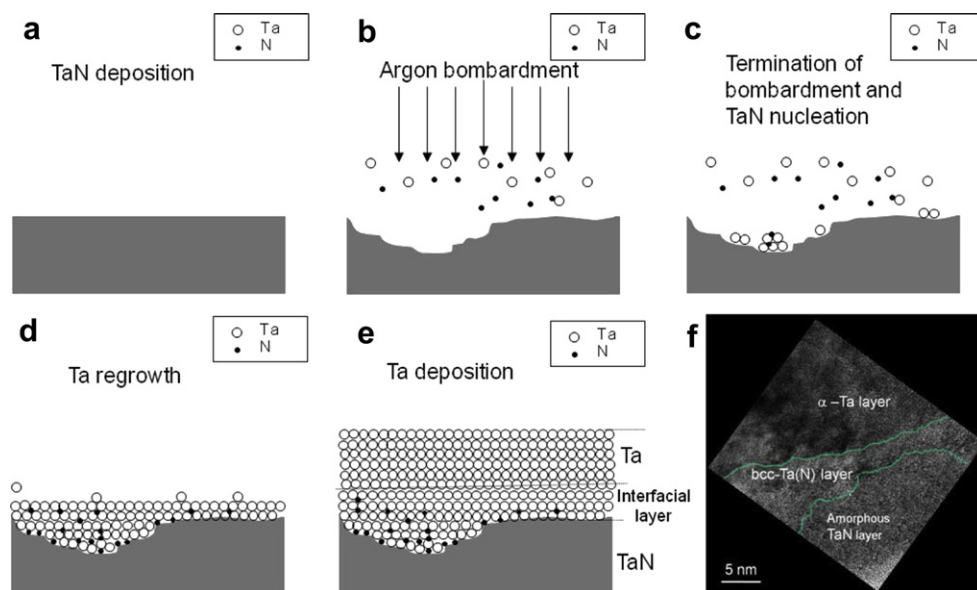 a
Ta
N
TaN deposition
b
Ta
N
Argon bombardment
c
Ta
N
Termination of
bombardment and
TaN nucleation
d
Ta
N
Ta regrowth
e
Ta
N
Ta deposition
Ta
Interfacial
layer
TaN
f
α –Ta layer
bcc-Ta(N) layer
Amorphous
TaN layer
5 nm